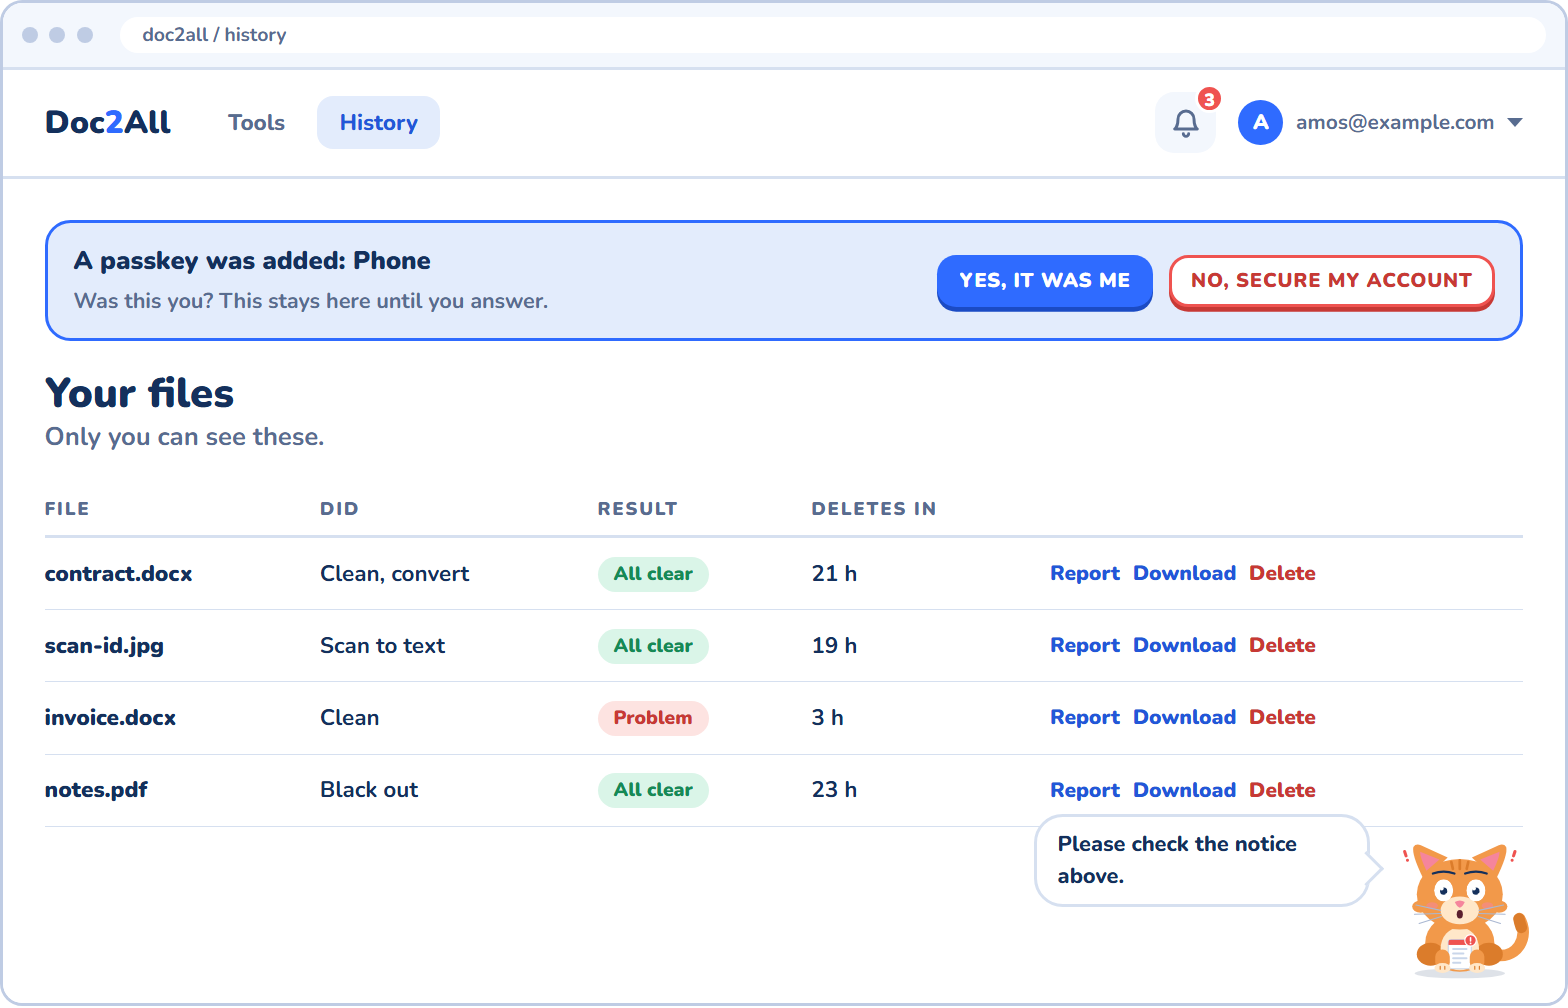 doc2all / history
Doc2All Tools History 3 A amos@example.com
A passkey was added: Phone
Was this you? This stays here until you answer.
YES, IT WAS ME NO, SECURE MY ACCOUNT
Your files
Only you can see these.
FILE DID RESULT DELETES IN
contract.docx Clean, convert All clear 21 h Report Download Delete
scan-id.jpg Scan to text All clear 19 h Report Download Delete
invoice.docx Clean Problem 3 h Report Download Delete
notes.pdf Black out All clear 23 h Report Download Delete
Please check the notice
above.